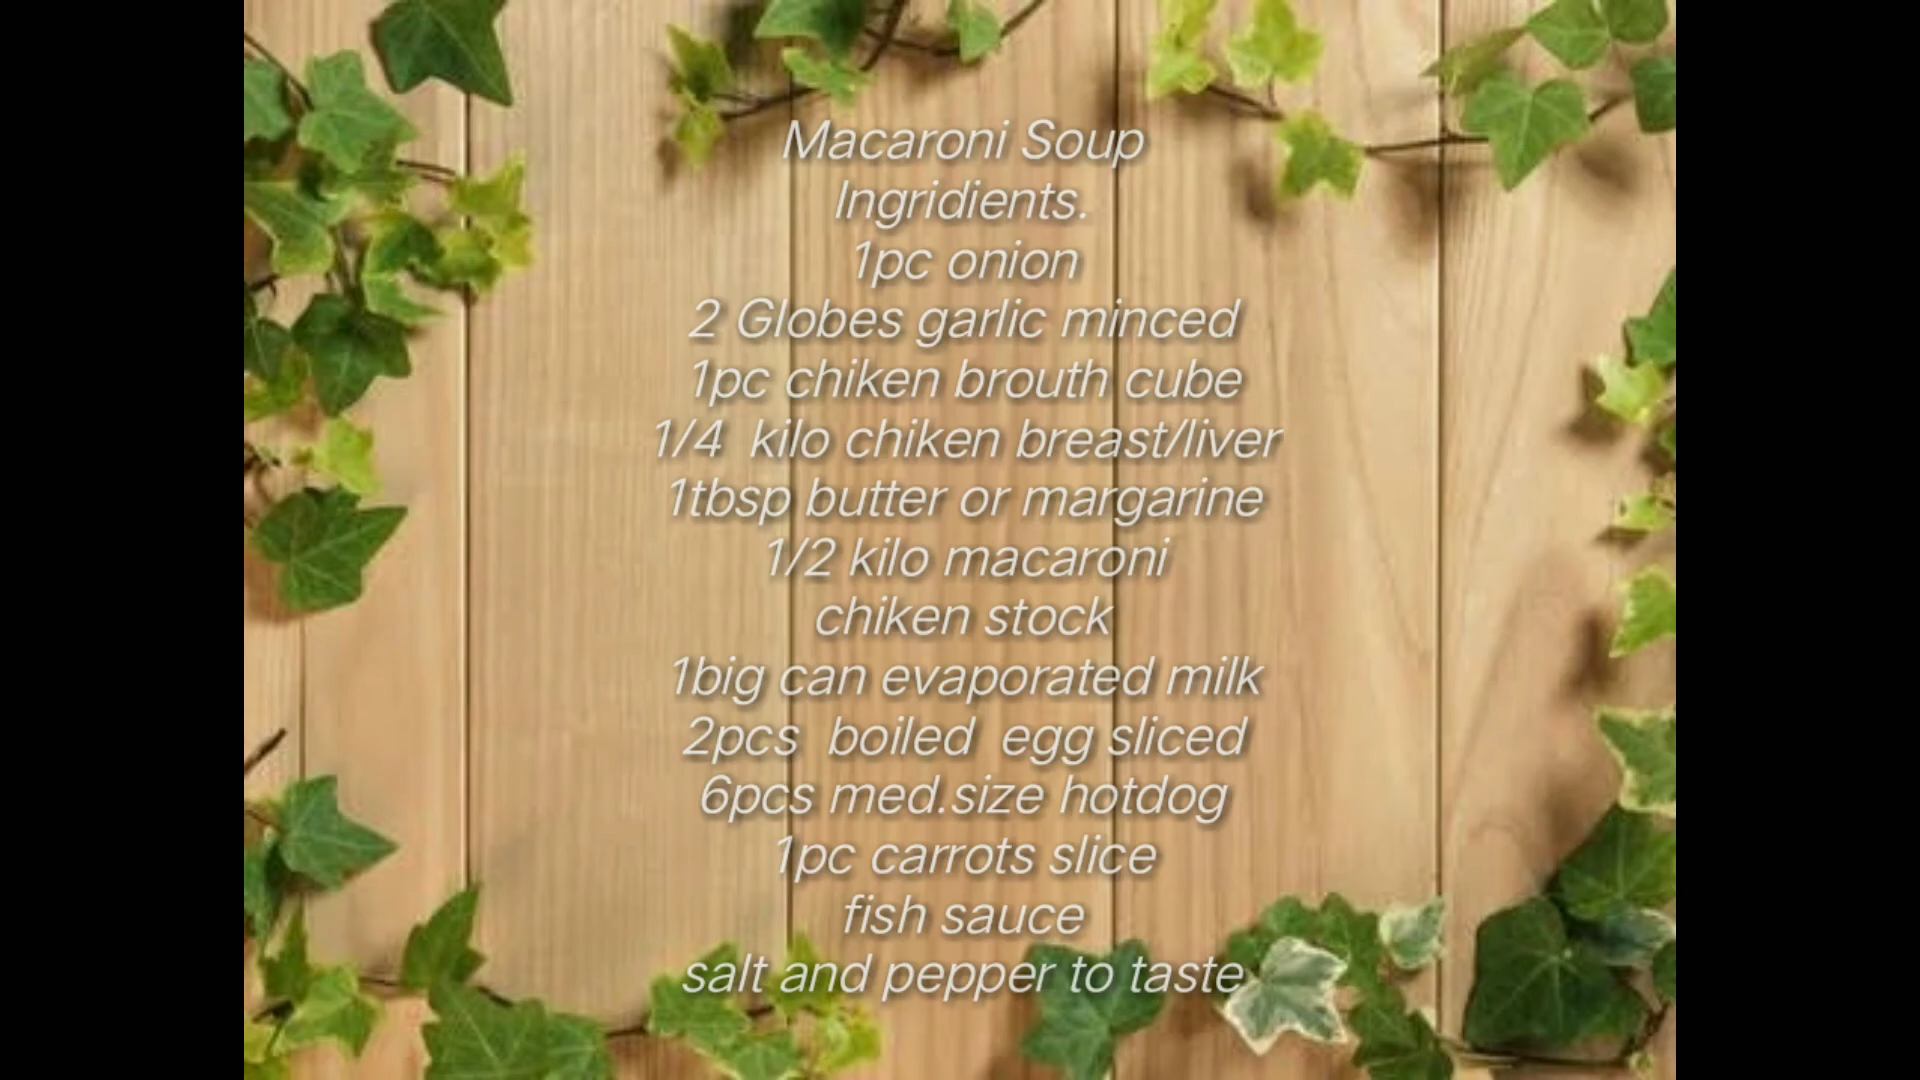 Macaroni Soup
Ingridients.
1pc onion
2 Globes garlic minced
1pc chiken brouth cube
1/4 kilo chiken breast/liver
1tbsp butter or margarine
1/2 kilo macaroni
chiken stock
1big can evaporated milk
2pcs boiled egg sliced
6pcs med.size hotdog
1pc carrots slice
fish sauce
salt and pepper to taste